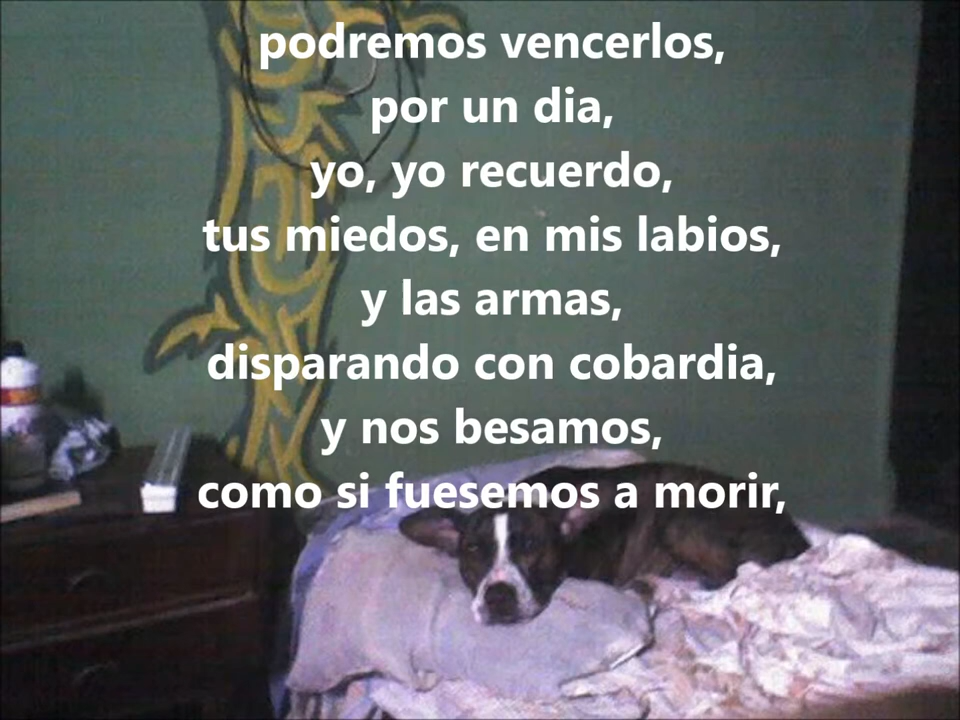 podremos vencerlos,
por un dia,
yo, yo recuerdo,
tus miedos, en mis labios,
y las armas,
disparando con cobardia,
y nos besamos,
como si fuesemos a morir,